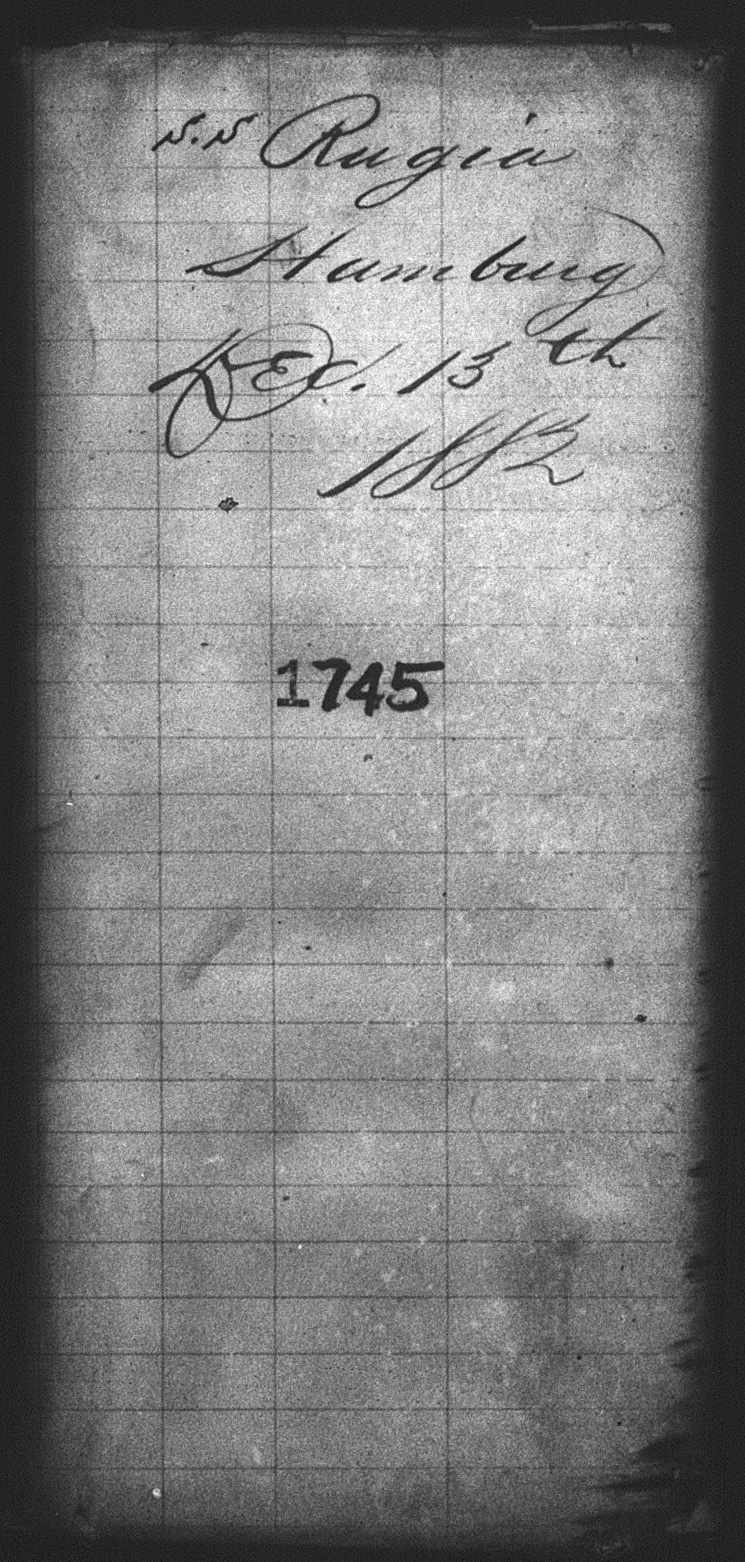 S.S Rugia
Hamburg
Dec. 13th
1882
1745